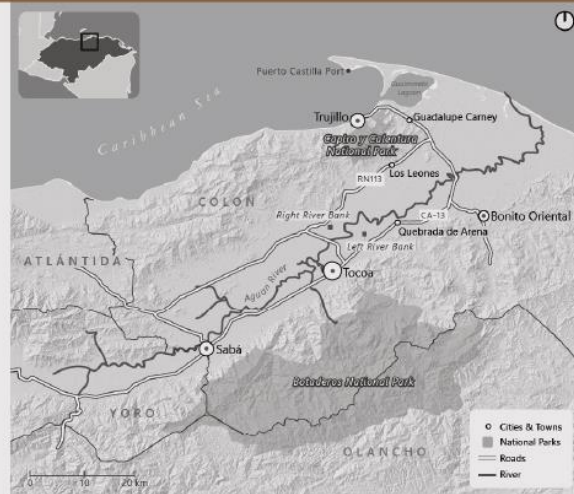 Puerto Castilla Port
Guaimoreto
Lagoon
Trujillo
Guadalupe Carney
Caribbean Sea
Capiro y Calentura
National Park
Los Leones
RN113
COLON
CA-13
Right River Bank
Bonito Oriental
Quebrada de Arena
Left River Bank
ATLÁNTIDA
Tocoa
Aguan River
Sabá
Botaderos National Park
YORO
OLANCHO
Cities & Towns
National Parks
Roads
River
0 10 20 km